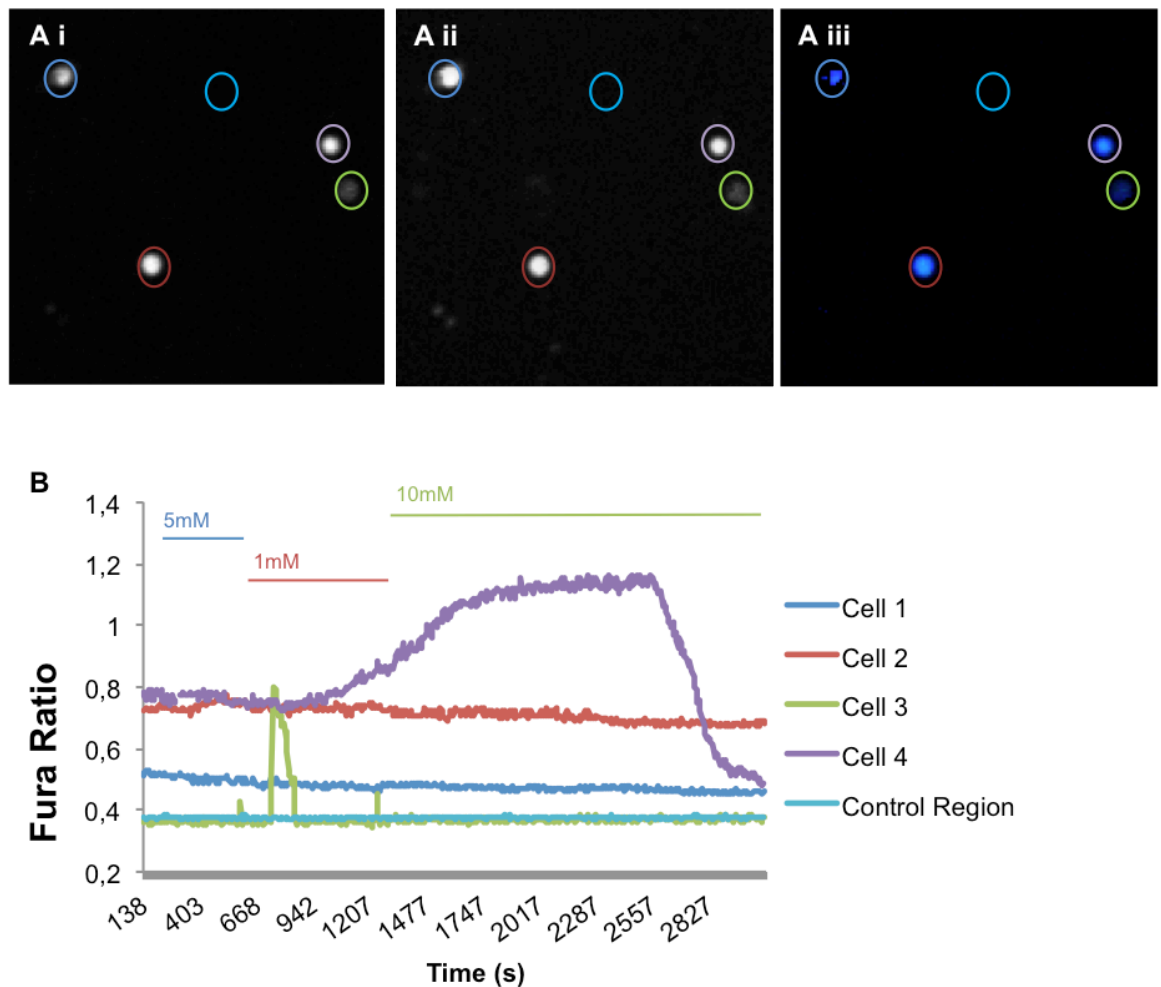 A i
A ii
A iii
B
Fura Ratio
1,4
1,2
1
0,8
0,6
0,4
0,2
5mM
1mM
10mM
Cell 1
Cell 2
Cell 3
Cell 4
Control Region
138
403
668
942
1207
1477
1747
2017
2287
2557
2827
Time (s)